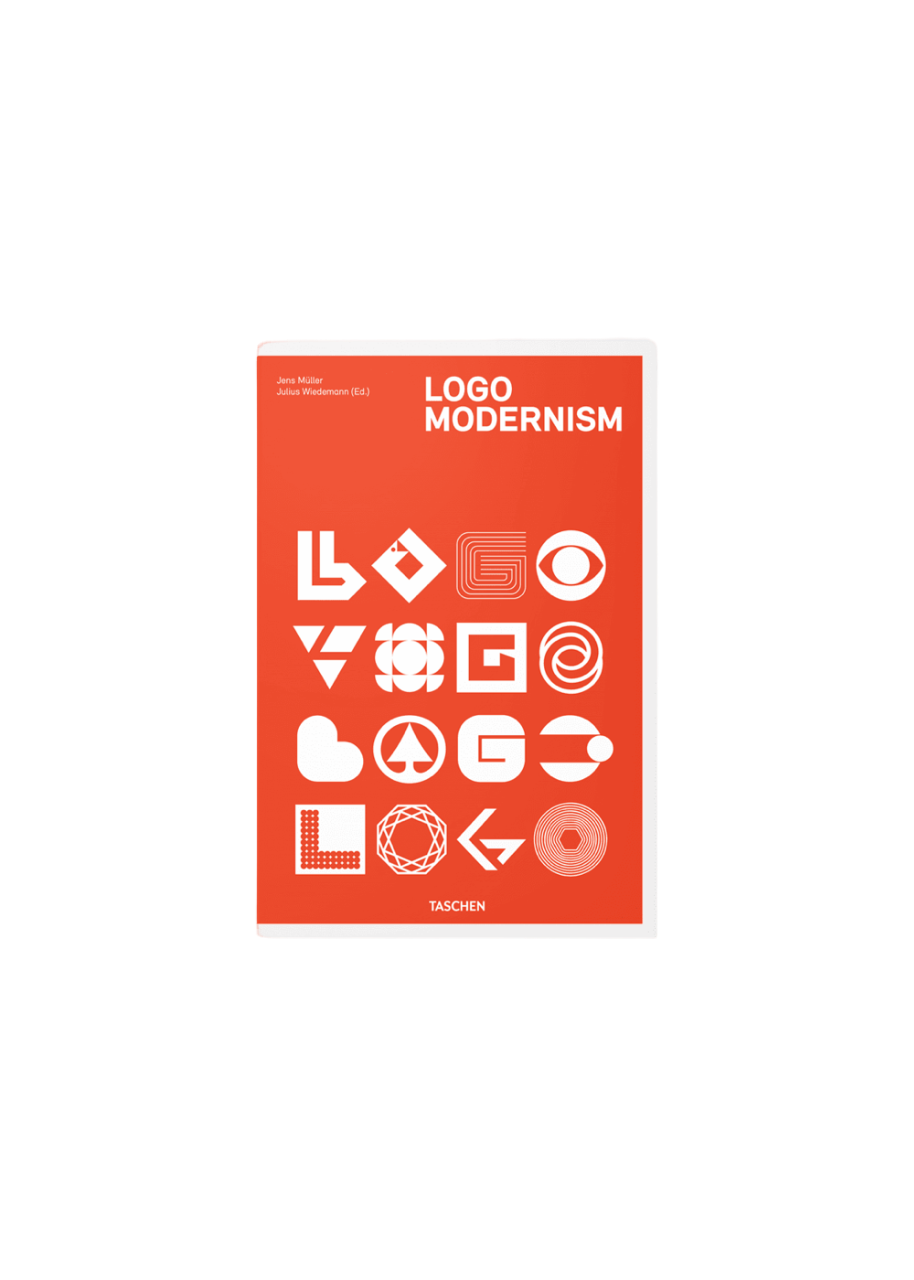 Jens Müller
Julius Wiedemann (Ed.)
LOGO
MODERNISM
L O G O
L O G O
L O G O
L O G O
TASCHEN